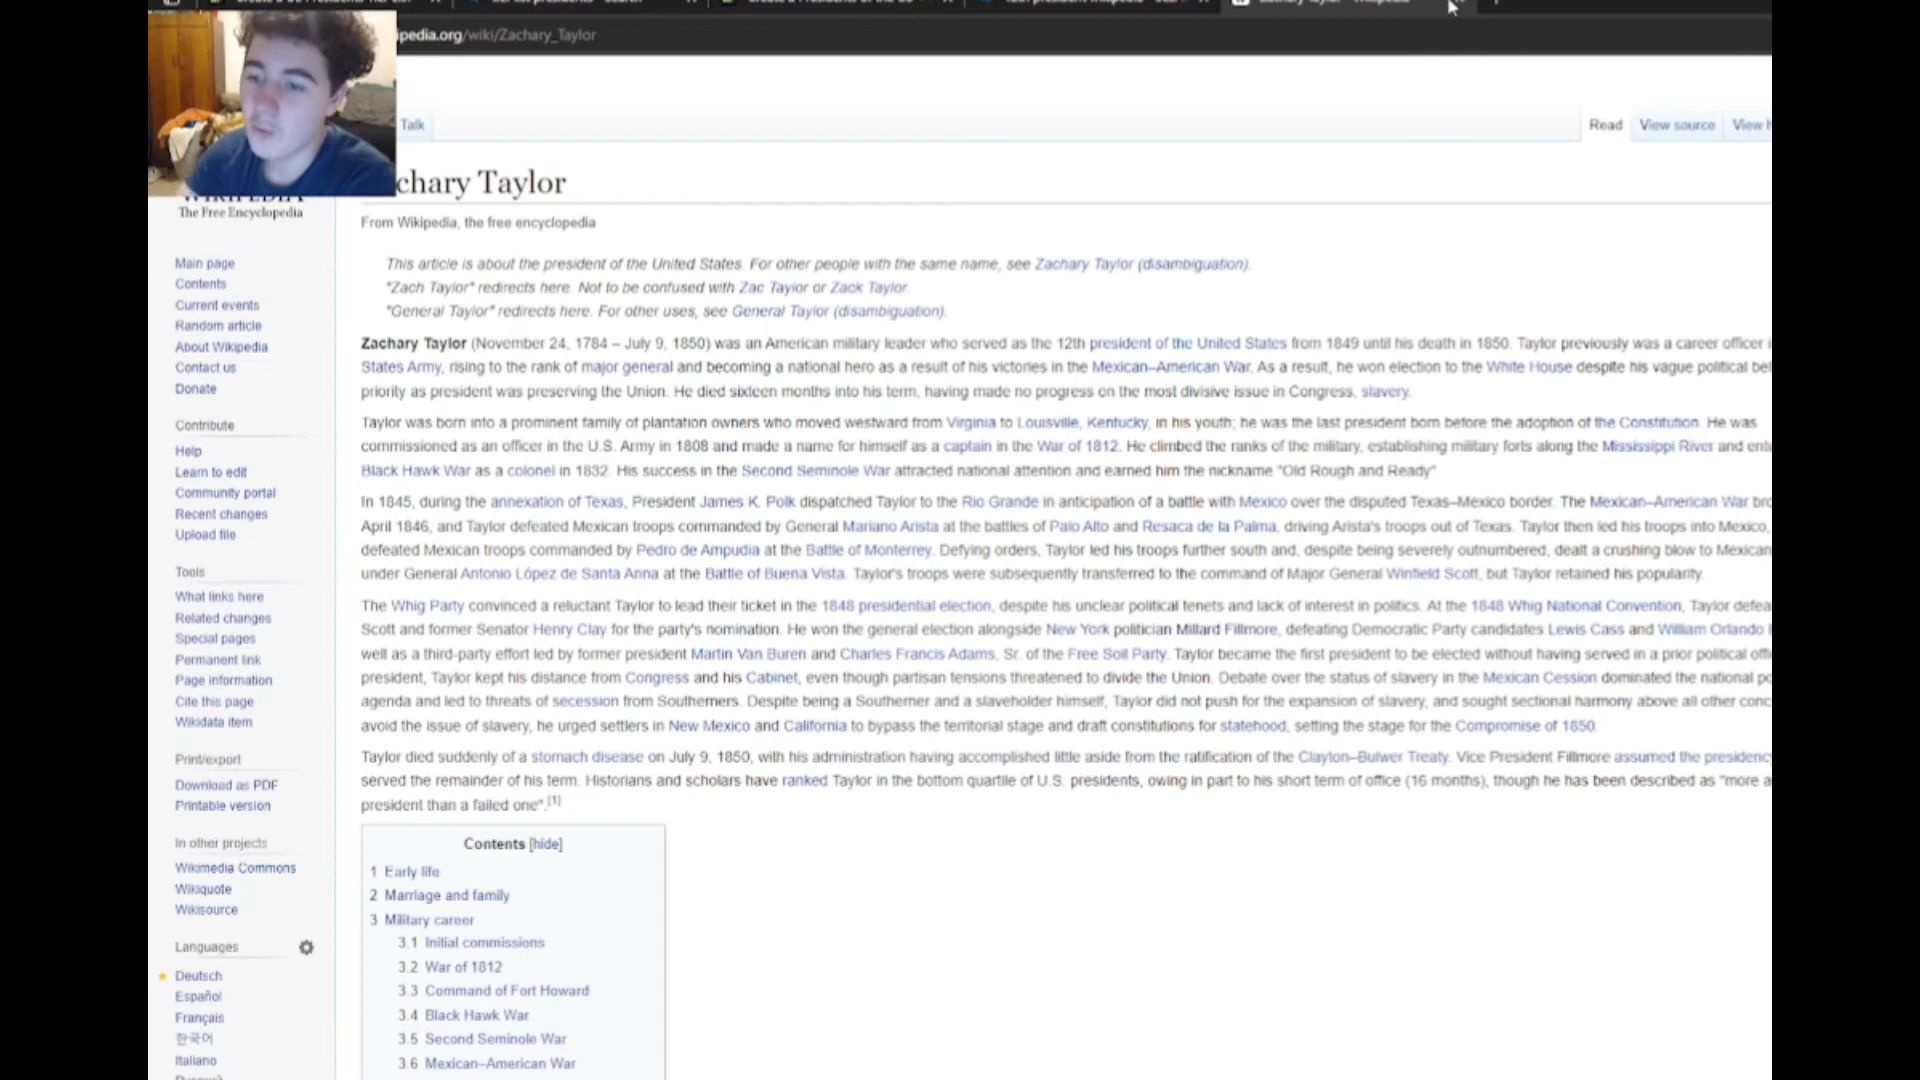 ipedia.org/wiki/Zachary_Taylor
Talk
Read View source View
chary Taylor
The Free Encyclopedia
From Wikipedia, the free encyclopedia
This article is about the president of the United States. For other people with the same name, see Zachary Taylor (disambiguation).
"Zach Taylor" redirects here. Not to be confused with Zac Taylor or Zack Taylor.
"General Taylor" redirects here. For other uses, see General Taylor (disambiguation).
Main page
Contents
Current events
Random article
About Wikipedia
Contact us
Donate
Contribute
Help
Learn to edit
Community portal
Recent changes
Upload file
Tools
What links here
Related changes
Special pages
Permanent link
Page information
Cite this page
Wikidata item
Print/export
Download as PDF
Printable version
In other projects
Wikimedia Commons
Wikiquote
Wikisource
Languages
Deutsch
Español
Français
한국어
Italiano
Zachary Taylor (November 24, 1784 – July 9, 1850) was an American military leader who served as the 12th president of the United States from 1849 until his death in 1850. Taylor previously was a career officer
States Army, rising to the rank of major general and becoming a national hero as a result of his victories in the Mexican–American War. As a result, he won election to the White House despite his vague political
priority as president was preserving the Union. He died sixteen months into his term, having made no progress on the most divisive issue in Congress, slavery.
Taylor was born into a prominent family of plantation owners who moved westward from Virginia to Louisville, Kentucky, in his youth; he was the last president born before the adoption of the Constitution. He was
commissioned as an officer in the U.S. Army in 1808 and made a name for himself as a captain in the War of 1812. He climbed the ranks of the military, establishing military forts along the Mississippi River and
Black Hawk War as a colonel in 1832. His success in the Second Seminole War attracted national attention and earned him the nickname "Old Rough and Ready".
In 1845, during the annexation of Texas, President James K. Polk dispatched Taylor to the Rio Grande in anticipation of a battle with Mexico over the disputed Texas–Mexico border. The Mexican–American War
April 1846, and Taylor defeated Mexican troops commanded by General Mariano Arista at the battles of Palo Alto and Resaca de la Palma, driving Arista's troops out of Texas. Taylor then led his troops into Mexico,
defeated Mexican troops commanded by Pedro de Ampudia at the Battle of Monterrey. Defying orders, Taylor led his troops further south and, despite being severely outnumbered, dealt a crushing blow to Mexican
under General Antonio López de Santa Anna at the Battle of Buena Vista. Taylor's troops were subsequently transferred to the command of Major General Winfield Scott, but Taylor retained his popularity.
The Whig Party convinced a reluctant Taylor to lead their ticket in the 1848 presidential election, despite his unclear political tenets and lack of interest in politics. At the 1848 Whig National Convention, Taylor
Scott and former Senator Henry Clay for the party's nomination. He won the general election alongside New York politician Millard Fillmore, defeating Democratic Party candidates Lewis Cass and William Orlando
well as a third-party effort led by former president Martin Van Buren and Charles Francis Adams, Sr. of the Free Soil Party. Taylor became the first president to be elected without having served in a prior political
president, Taylor kept his distance from Congress and his Cabinet, even though partisan tensions threatened to divide the Union. Debate over the status of slavery in the Mexican Cession dominated the national
agenda and led to threats of secession from Southerners. Despite being a Southerner and a slaveholder himself, Taylor did not push for the expansion of slavery, and sought sectional harmony above all other
avoid the issue of slavery, he urged settlers in New Mexico and California to bypass the territorial stage and draft constitutions for statehood, setting the stage for the Compromise of 1850.
Taylor died suddenly of a stomach disease on July 9, 1850, with his administration having accomplished little aside from the ratification of the Clayton–Bulwer Treaty. Vice President Fillmore assumed the presidency
served the remainder of his term. Historians and scholars have ranked Taylor in the bottom quartile of U.S. presidents, owing in part to his short term of office (16 months), though he has been described as "more a
president than a failed one".[1]
Contents [hide]
1 Early life
2 Marriage and family
3 Military career
3.1 Initial commissions
3.2 War of 1812
3.3 Command of Fort Howard
3.4 Black Hawk War
3.5 Second Seminole War
3.6 Mexican–American War